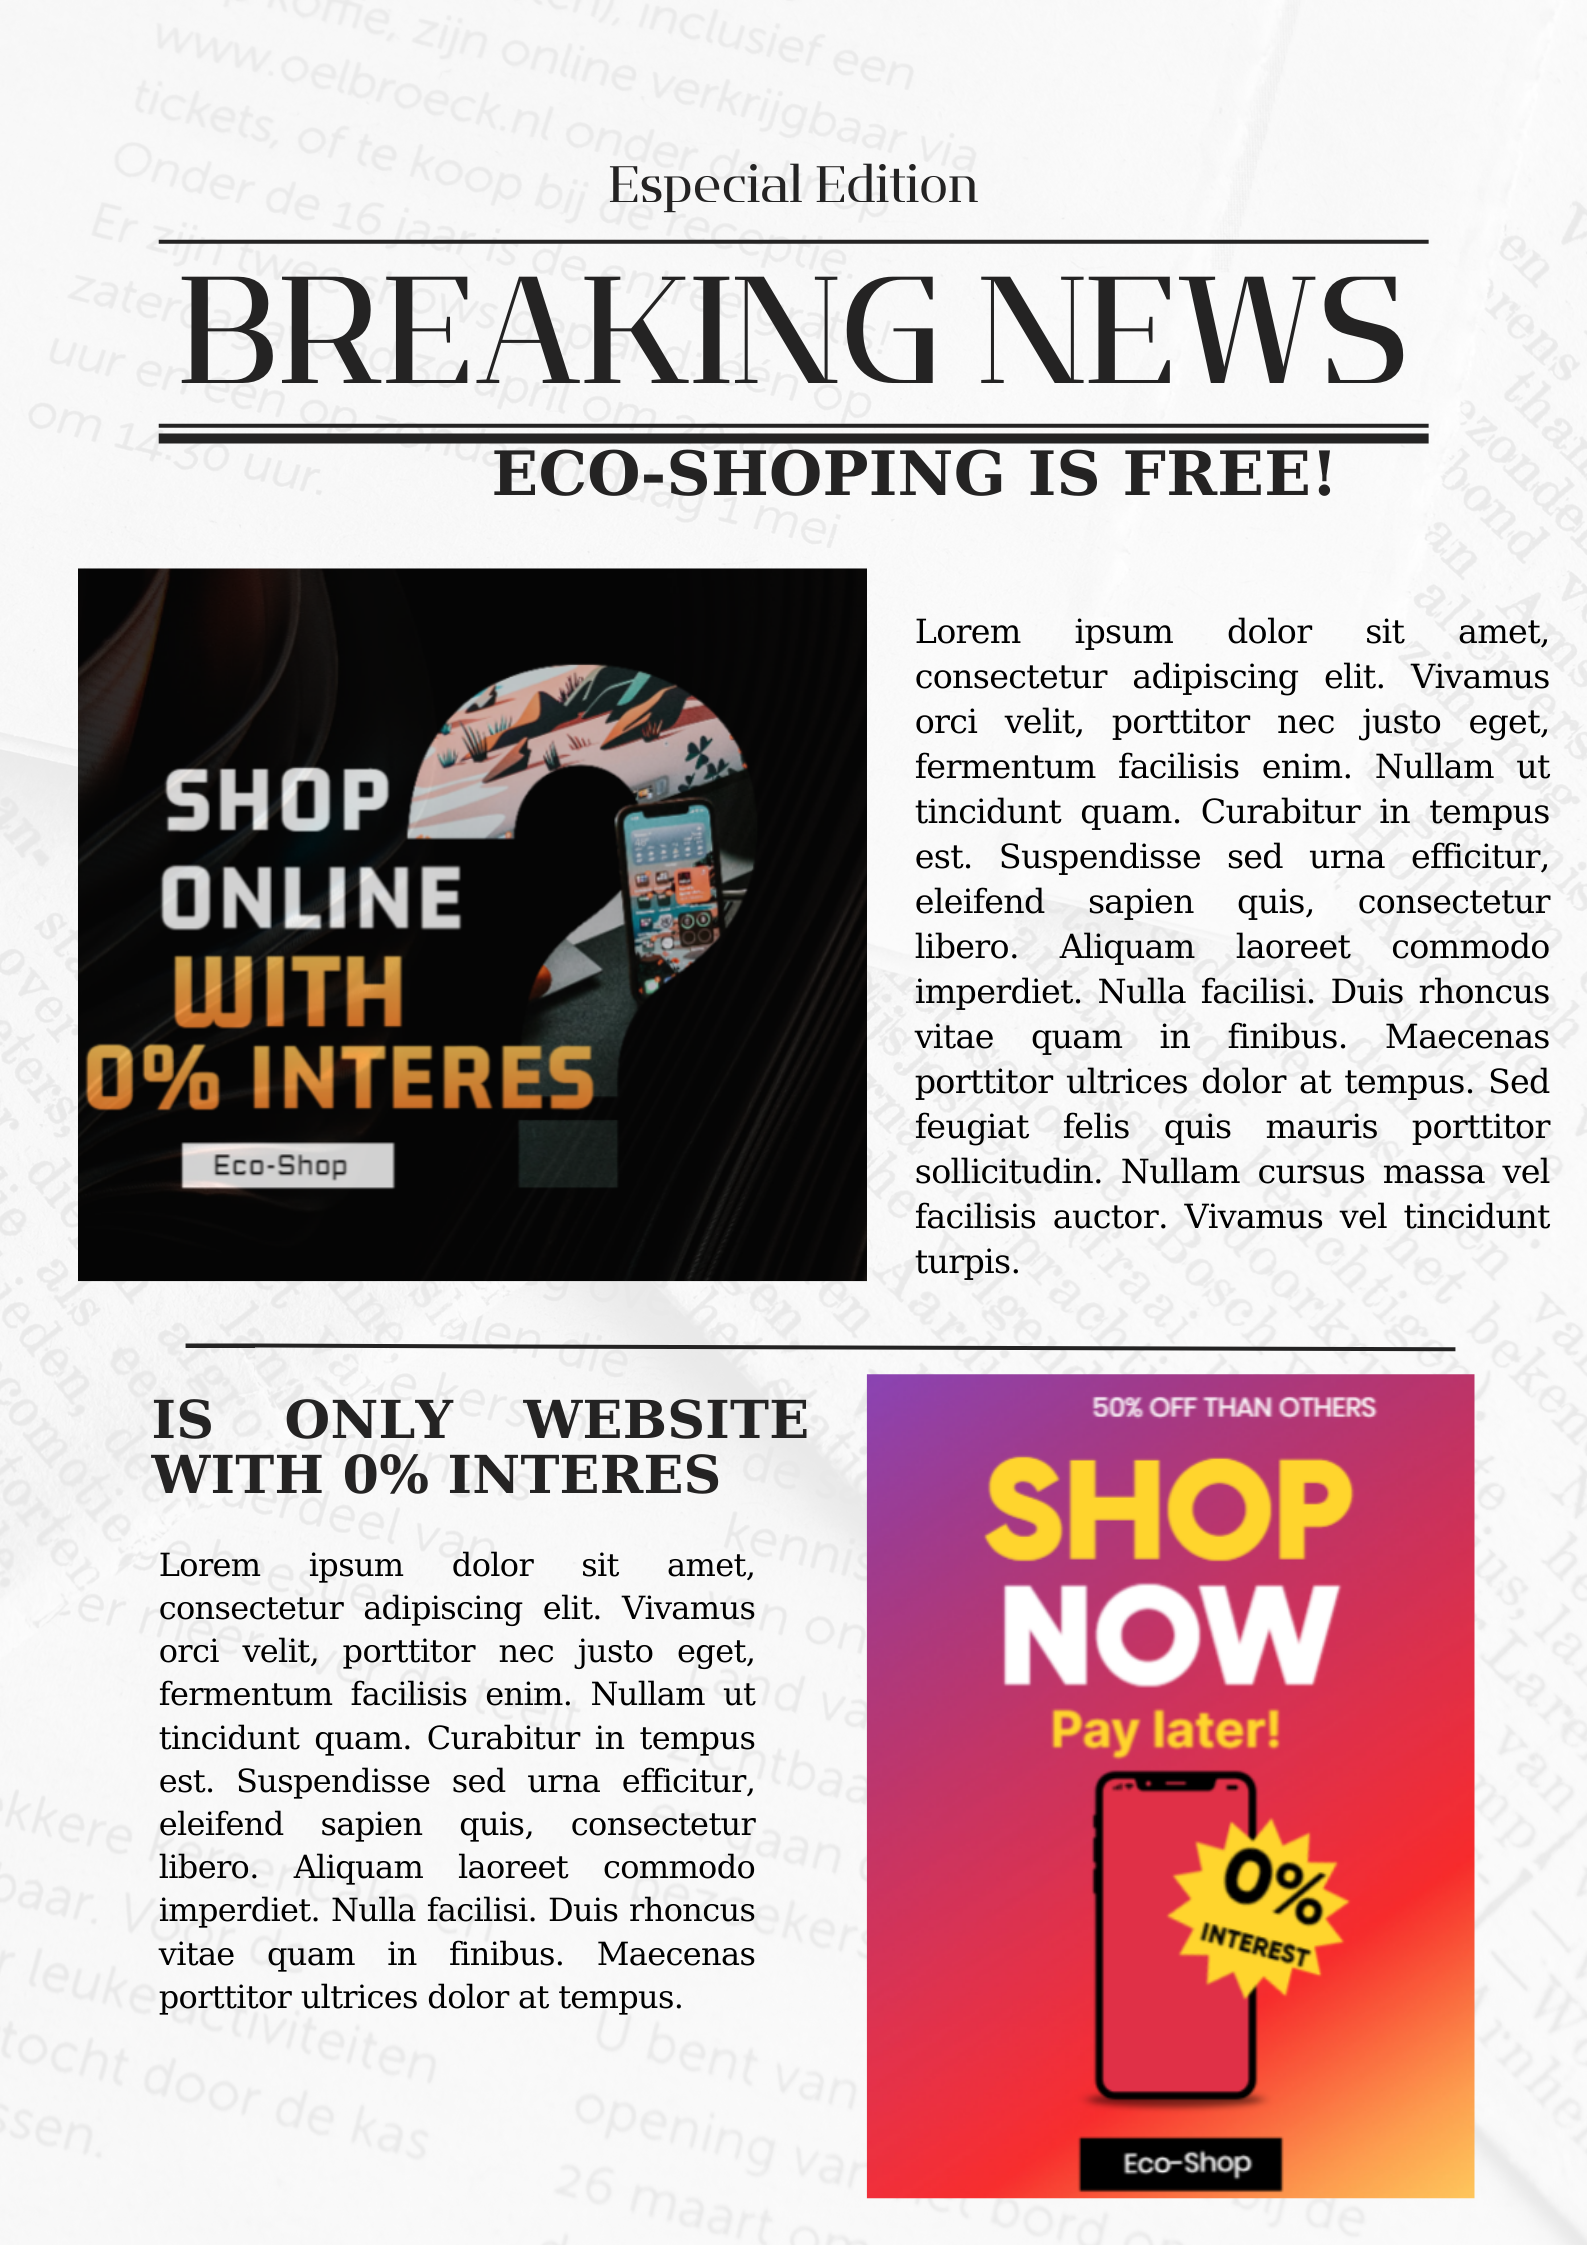 Especial Edition
BREAKING NEWS
ECO-SHOPING IS FREE!
SHOP
ONLINE
WITH
0% INTERES
Eco-Shop
Lorem ipsum dolor sit amet,
consectetur adipiscing elit. Vivamus
orci velit, porttitor nec justo eget,
fermentum facilisis enim. Nullam ut
tincidunt quam. Curabitur in tempus
est. Suspendisse sed urna efficitur,
eleifend sapien quis, consectetur
libero. Aliquam laoreet commodo
imperdiet. Nulla facilisi. Duis rhoncus
vitae quam in finibus. Maecenas
porttitor ultrices dolor at tempus. Sed
feugiat felis quis mauris porttitor
sollicitudin. Nullam cursus massa vel
facilisis auctor. Vivamus vel tincidunt
turpis.
IS ONLY WEBSITE
WITH 0% INTERES
Lorem ipsum dolor sit amet,
consectetur adipiscing elit. Vivamus
orci velit, porttitor nec justo eget,
fermentum facilisis enim. Nullam ut
tincidunt quam. Curabitur in tempus
est. Suspendisse sed urna efficitur,
eleifend sapien quis, consectetur
libero. Aliquam laoreet commodo
imperdiet. Nulla facilisi. Duis rhoncus
vitae quam in finibus. Maecenas
porttitor ultrices dolor at tempus.
50% OFF THAN OTHERS
SHOP
NOW
Pay later!
0%
INTEREST
Eco-Shop